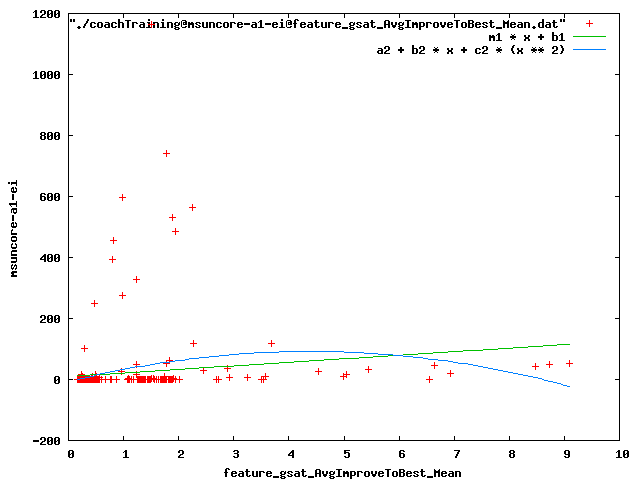 1200
1000
800
600
400
200
0
-200
"./coachTraining@msuncore-a1-ei@feature_gsat_AvgImproveToBest_Mean.dat"
m1 * x + b1
a2 + b2 * x + c2 * (x ** 2)
msuncore-a1-ei
0 1 2 3 4 5 6 7 8 9 10
feature_gsat_AvgImproveToBest_Mean